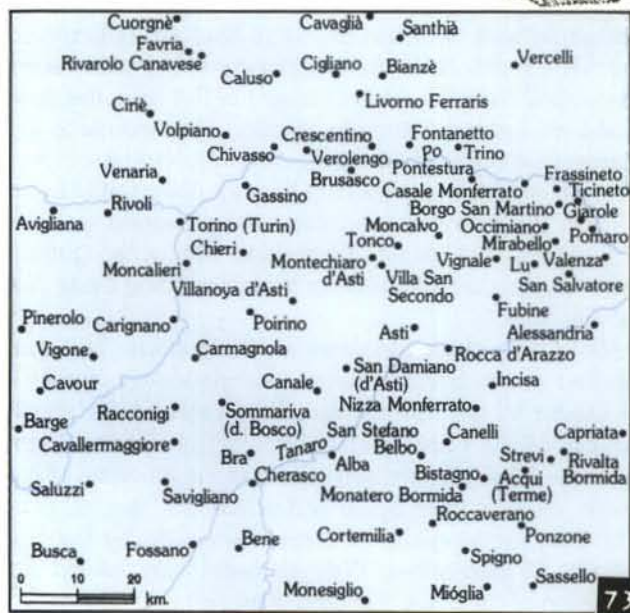 Cuorgnè
Cavaglià
Santhià
Favria
Rivarolo Canavese
Caluso
Cigliano
Bianzè
Vercelli
Livorno Ferraris
Ciriè
Volpiano
Crescentino
Fontanetto
Po
Trino
Chivasso
Verolengo
Brusasco
Pontestura
Venaria
Gassino
Casale Monferrato
Frassineto
Ticineto
Avigliana
Rivoli
Borgo San Martino
Giarole
Torino (Turin)
Moncalvo
Occimiano
Pomaro
Chieri
Tonco
Mirabello
Moncalieri
Montechiaro
d'Asti
Villa San
Secondo
Vignale
Lu
Valenza
Villanoya d'Asti
San Salvatore
Fubine
Pinerolo
Carignano
Poirino
Asti
Alessandria
Vigone
Carmagnola
Rocca d'Arazzo
San Damiano
(d'Asti)
Cavour
Canale
Incisa
Racconigi
Sommariva
(d. Bosco)
Nizza Monferrato
Barge
San Stefano
Belbo
Canelli
Capriata
Cavallermaggiore
Bra
Tanaro
Alba
Strevi
Rivalta
Bormida
Bistagno
Acqui
(Terme)
Saluzzi
Savigliano
Cherasco
Monatero Bormida
Roccaverano
Cortemilia
Ponzone
Busca
Fossano
Bene
Spigno
Monesiglio
Mióglia
Sassello
0 10 20
km.
73